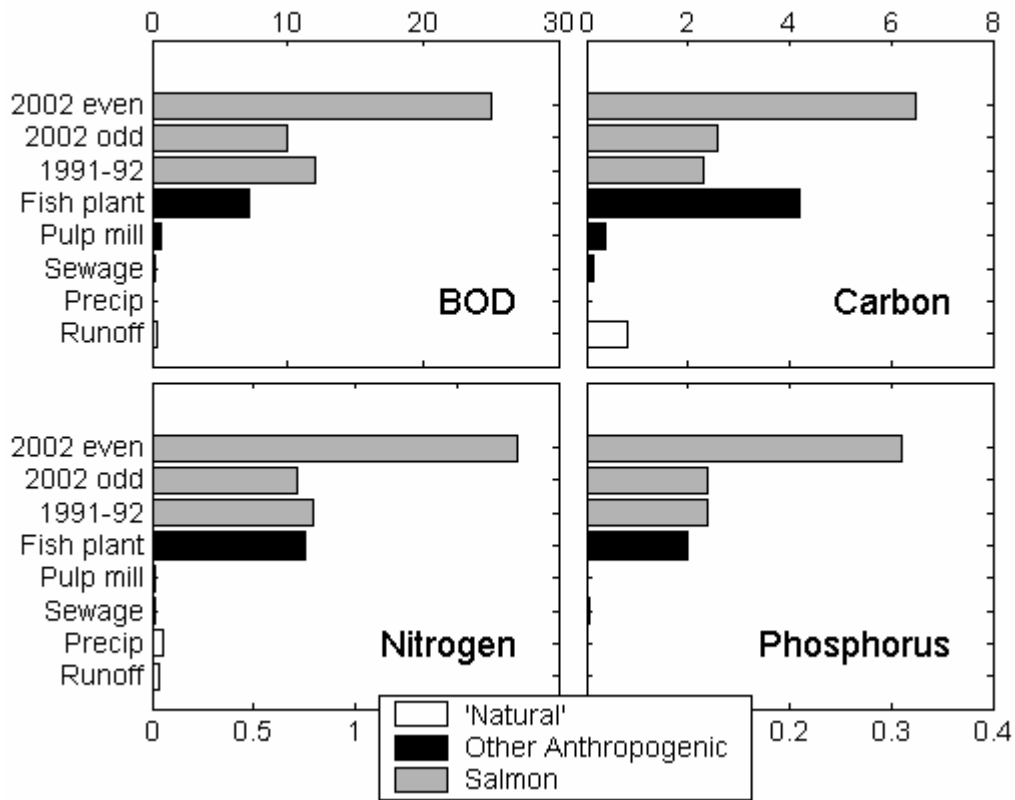 0 10 20 30 0 2 4 6 8
2002 even
2002 odd
1991-92
Fish plant
Pulp mill
Sewage
Precip
Runoff
BOD
Carbon
2002 even
2002 odd
1991-92
Fish plant
Pulp mill
Sewage
Precip
Runoff
Nitrogen
Phosphorus
0 0.5 1 0.2 0.3 0.4
'Natural'
Other Anthropogenic
Salmon